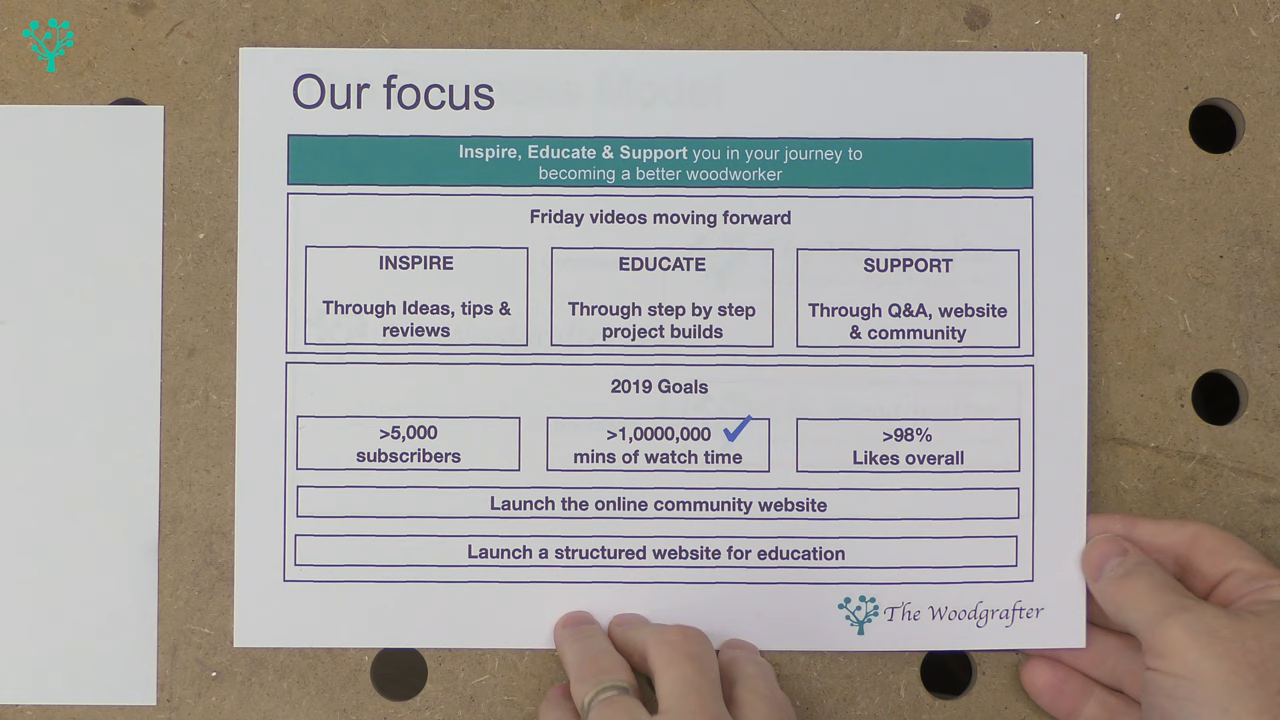 Our focus
Inspire, Educate & Support you in your journey to
becoming a better woodworker
Friday videos moving forward
INSPIRE
Through Ideas, tips &
reviews
EDUCATE
Through step by step
project builds
SUPPORT
Through Q&A, website
& community
2019 Goals
>5,000
subscribers
>1,0000,000
mins of watch time
>98%
Likes overall
Launch the online community website
Launch a structured website for education
The Woodgrafter